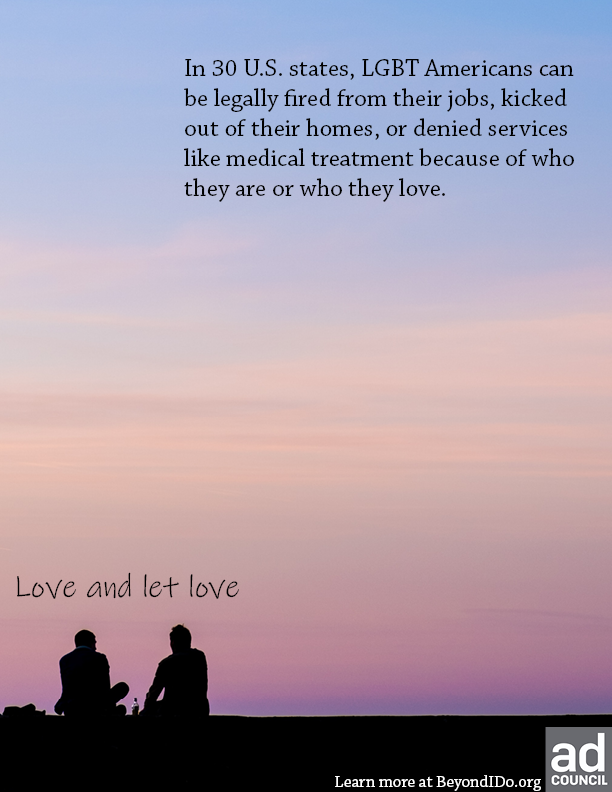 In 30 U.S. states, LGBT Americans can
be legally fired from their jobs, kicked
out of their homes, or denied services
like medical treatment because of who
they are or who they love.
Love and let love
Learn more at BeyondIDo.org
ad
COUNCIL